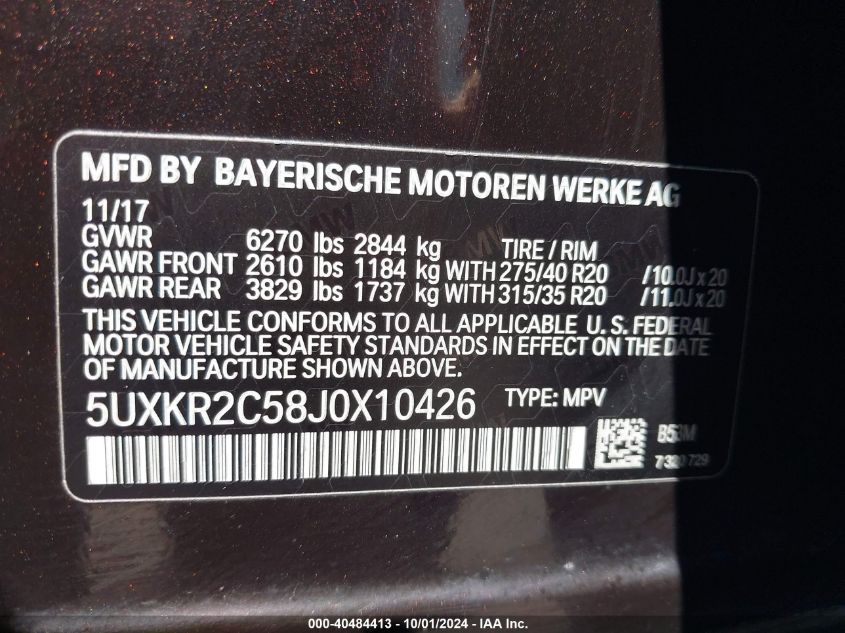 MFD BY BAYERISCHE MOTOREN WERKE AG
11/17
GVWR 6270 lbs 2844 kg TIRE / RIM
GAWR FRONT 2610 lbs 1184 kg WITH 275/40 R20 /10.0J x 20
GAWR REAR 3829 lbs 1737 kg WITH 315/35 R20 /11.0J x 20
THIS VEHICLE CONFORMS TO ALL APPLICABLE U. S. FEDERAL
MOTOR VEHICLE SAFETY STANDARDS IN EFFECT ON THE DATE
OF MANUFACTURE SHOWN ABOVE.
5UXKR2C58J0X10426 TYPE: MPV
B53M
7320729
000-40484413 - 10/01/2024 - IAA Inc.